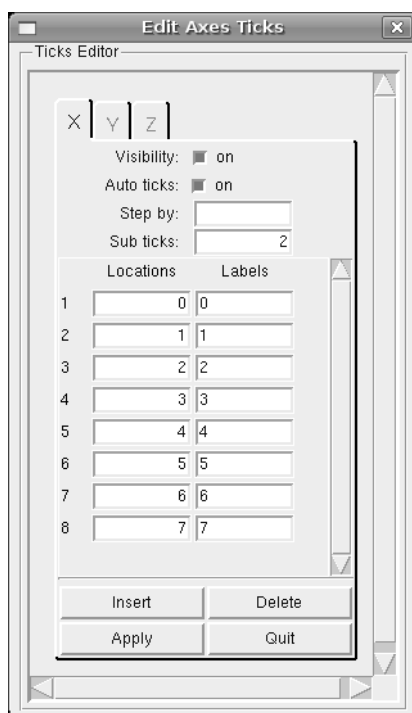 Edit Axes Ticks
Ticks Editor
X Y Z
Visibility: on
Auto ticks: on
Step by:
Sub ticks: 2
Locations Labels
1 0 0
2 1 1
3 2 2
4 3 3
5 4 4
6 5 5
7 6 6
8 7 7
Insert Delete
Apply Quit